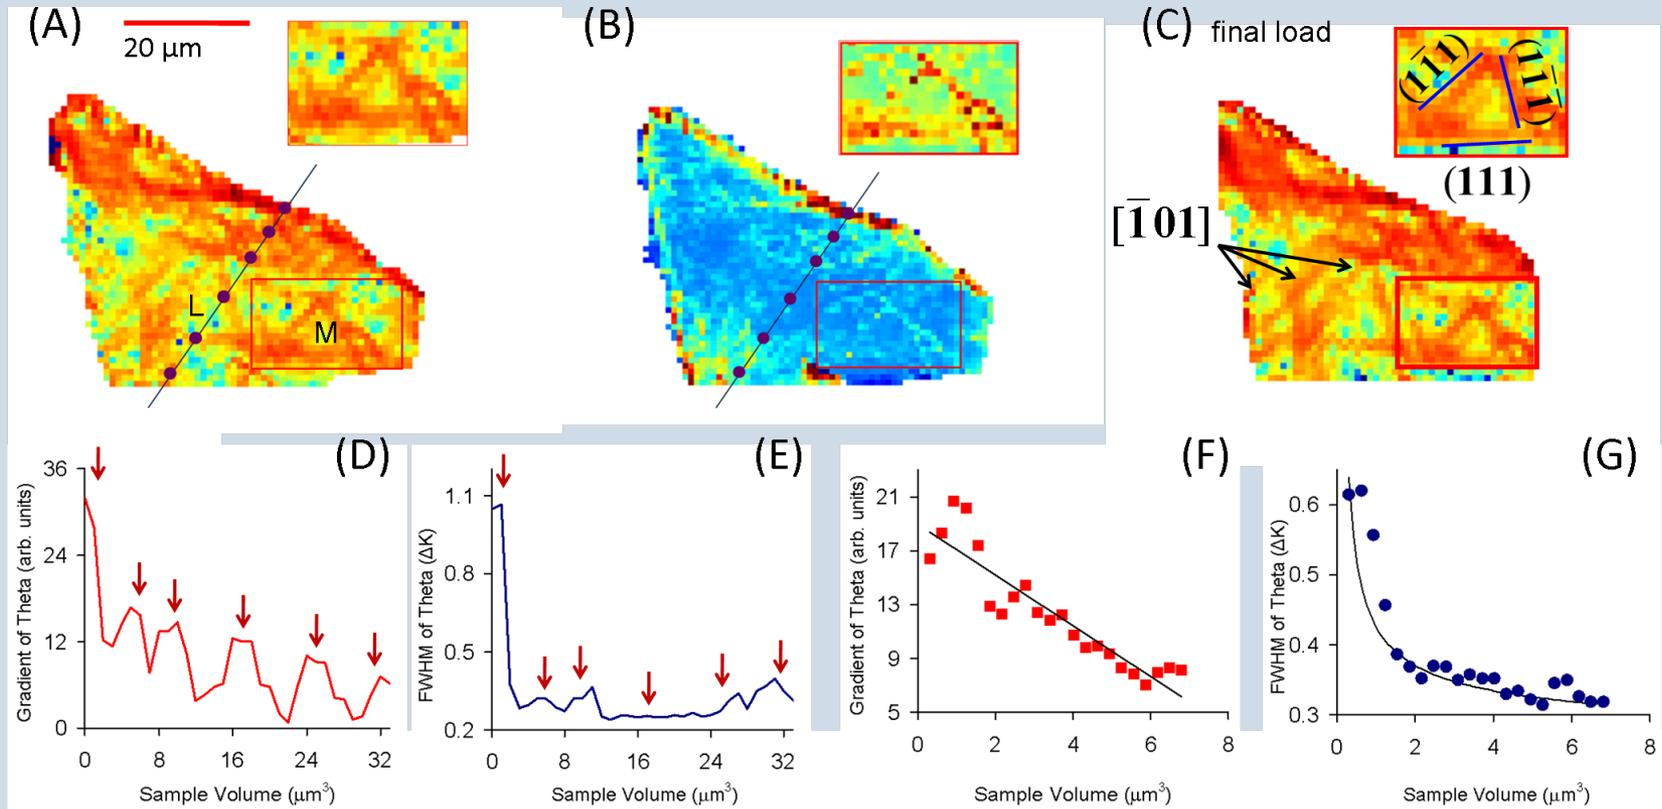 (A)
20 μm
L
M
(B)
(C) final load
(11̅1)
(111̅)
(111)
[1̅01]
(D)
Gradient of Theta (arb. units)
36
24
12
0
0 8 16 24 32
Sample Volume (μm³)
(E)
FWHM of Theta (ΔK)
1.1
0.8
0.5
0.2
0 8 16 24 32
Sample Volume (μm³)
(F)
Gradient of Theta (arb. units)
21
17
13
9
5
0 2 4 6 8
Sample Volume (μm³)
(G)
FWHM of Theta (ΔK)
0.6
0.5
0.4
0.3
0 2 4 6 8
Sample Volume (μm³)